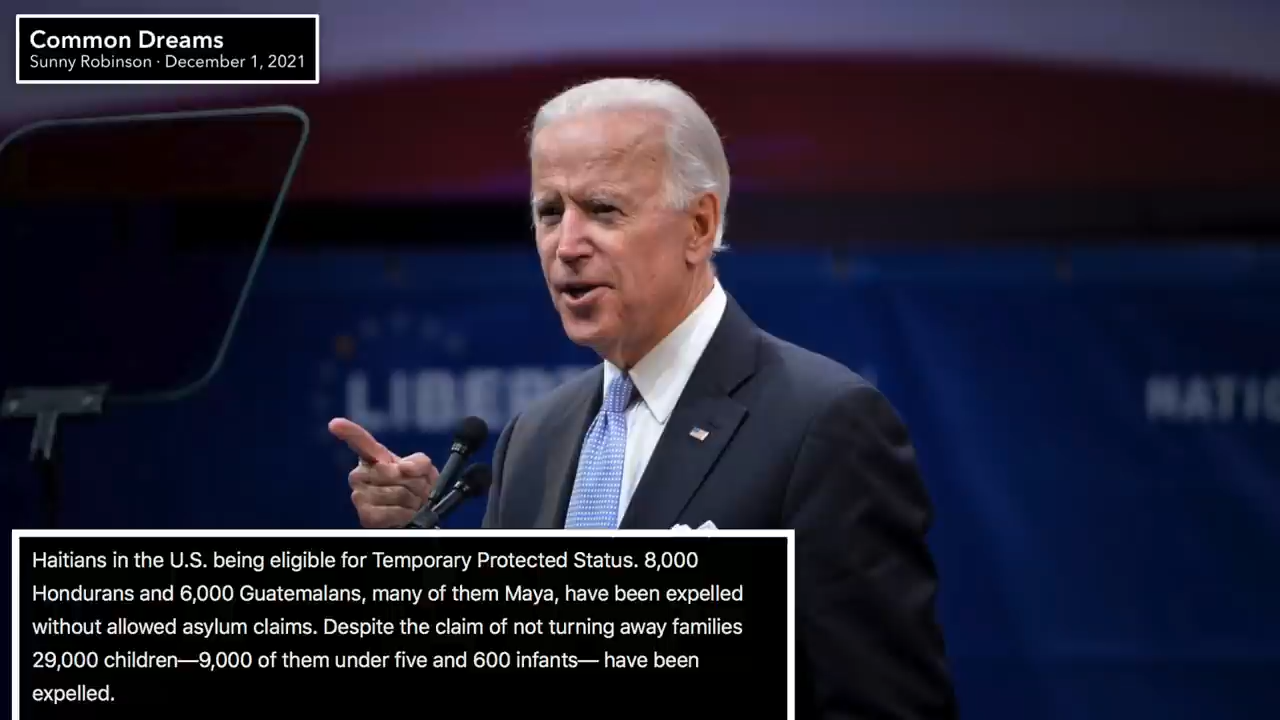 Common Dreams
Sunny Robinson · December 1, 2021
LIBERT
NATIO
Haitians in the U.S. being eligible for Temporary Protected Status. 8,000
Hondurans and 6,000 Guatemalans, many of them Maya, have been expelled
without allowed asylum claims. Despite the claim of not turning away families
29,000 children—9,000 of them under five and 600 infants— have been
expelled.